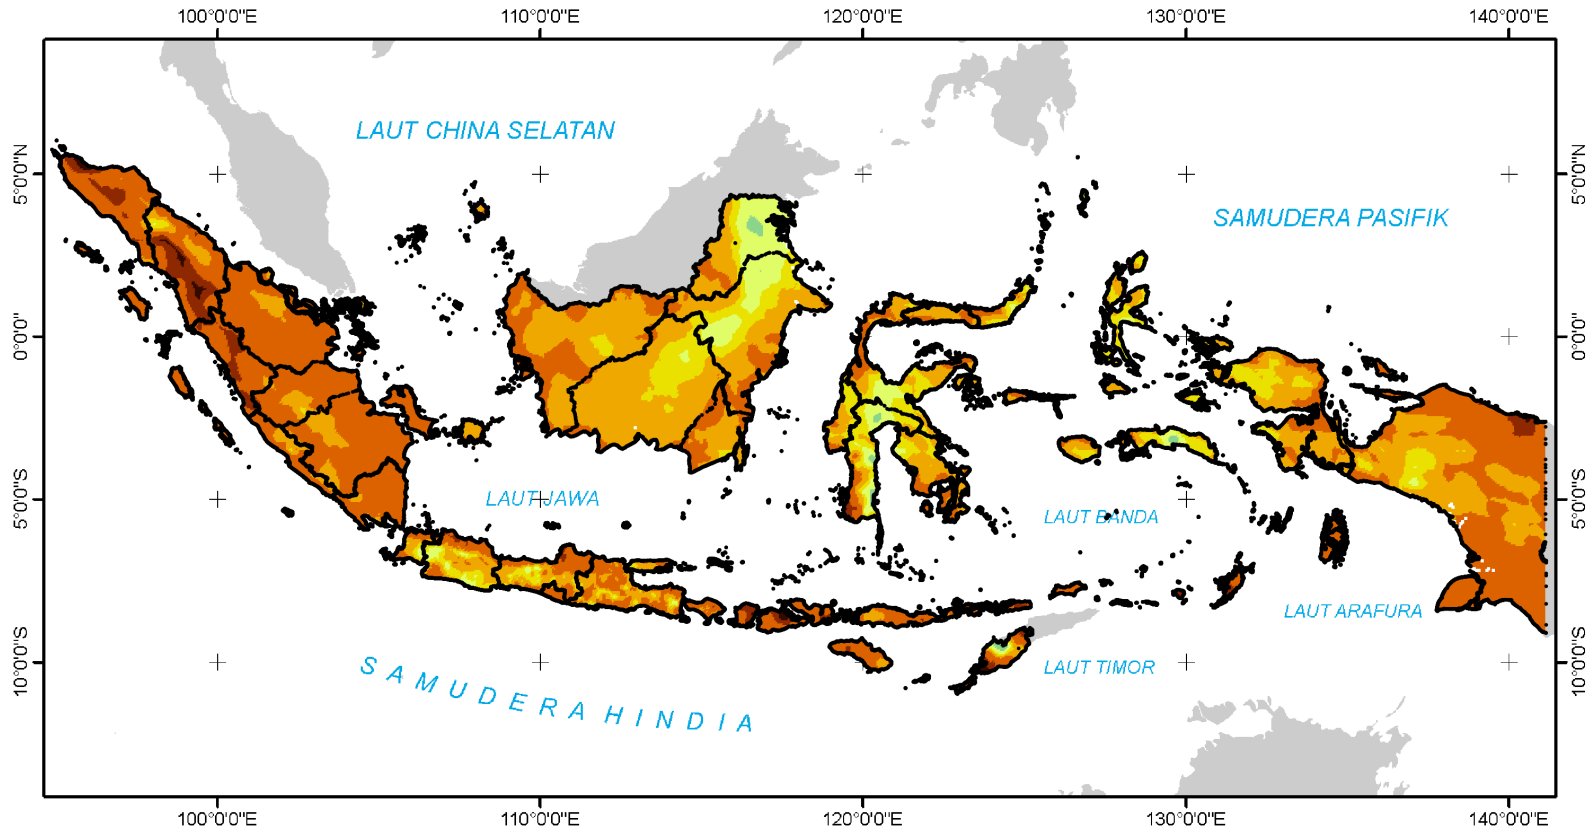 100°0'0"E 110°0'0"E 120°0'0"E 130°0'0"E 140°0'0"E
LAUT CHINA SELATAN
5°0'0"N 5°0'0"N
SAMUDERA PASIFIK
0°0'0" 0°0'0"
LAUT JAWA
5°0'0"S 5°0'0"S
LAUT BANDA
LAUT ARAFURA
10°0'0"S 10°0'0"S
LAUT TIMOR
SAMUDERA HINDIA
100°0'0"E 110°0'0"E 120°0'0"E 130°0'0"E 140°0'0"E